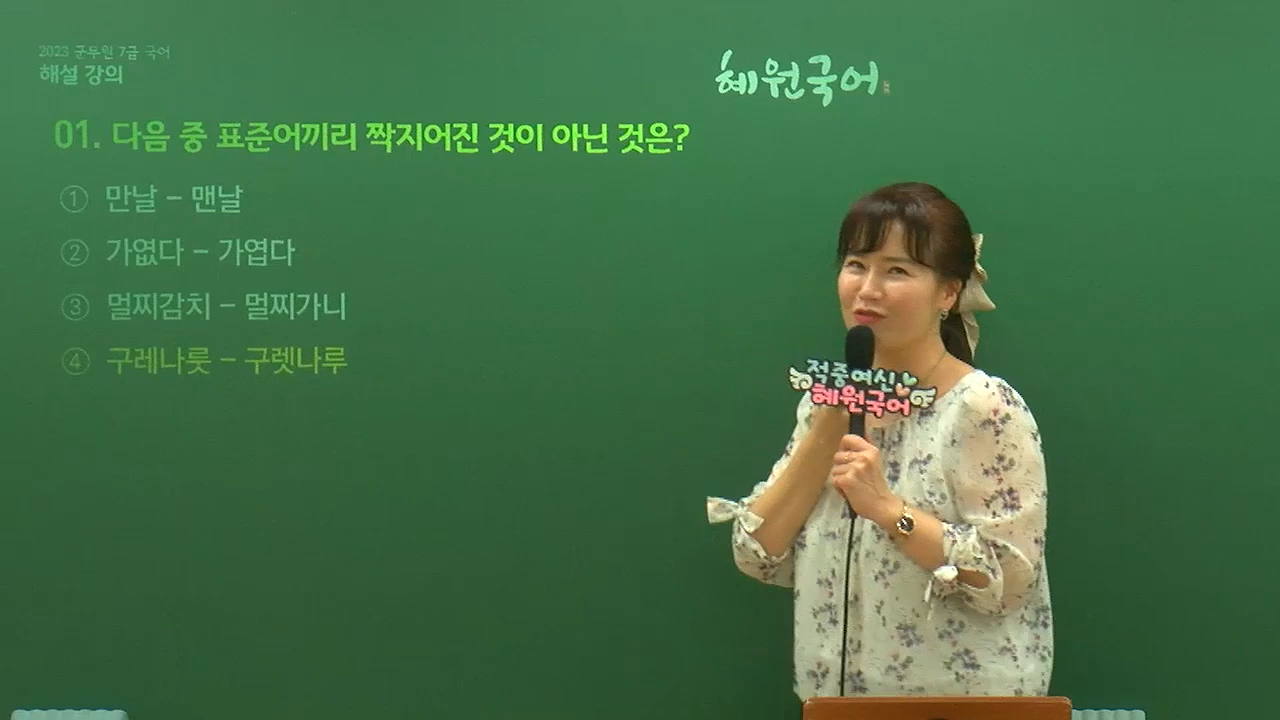 2023 군무원 7급 국어
해설 강의
혜원국어
01. 다음 중 표준어끼리 짝지어진 것이 아닌 것은?
① 만날 - 맨날
② 가엾다 - 가엽다
③ 멀찌감치 - 멀찌가니
④ 구레나룻 - 구렛나루
적중여신
혜원국어